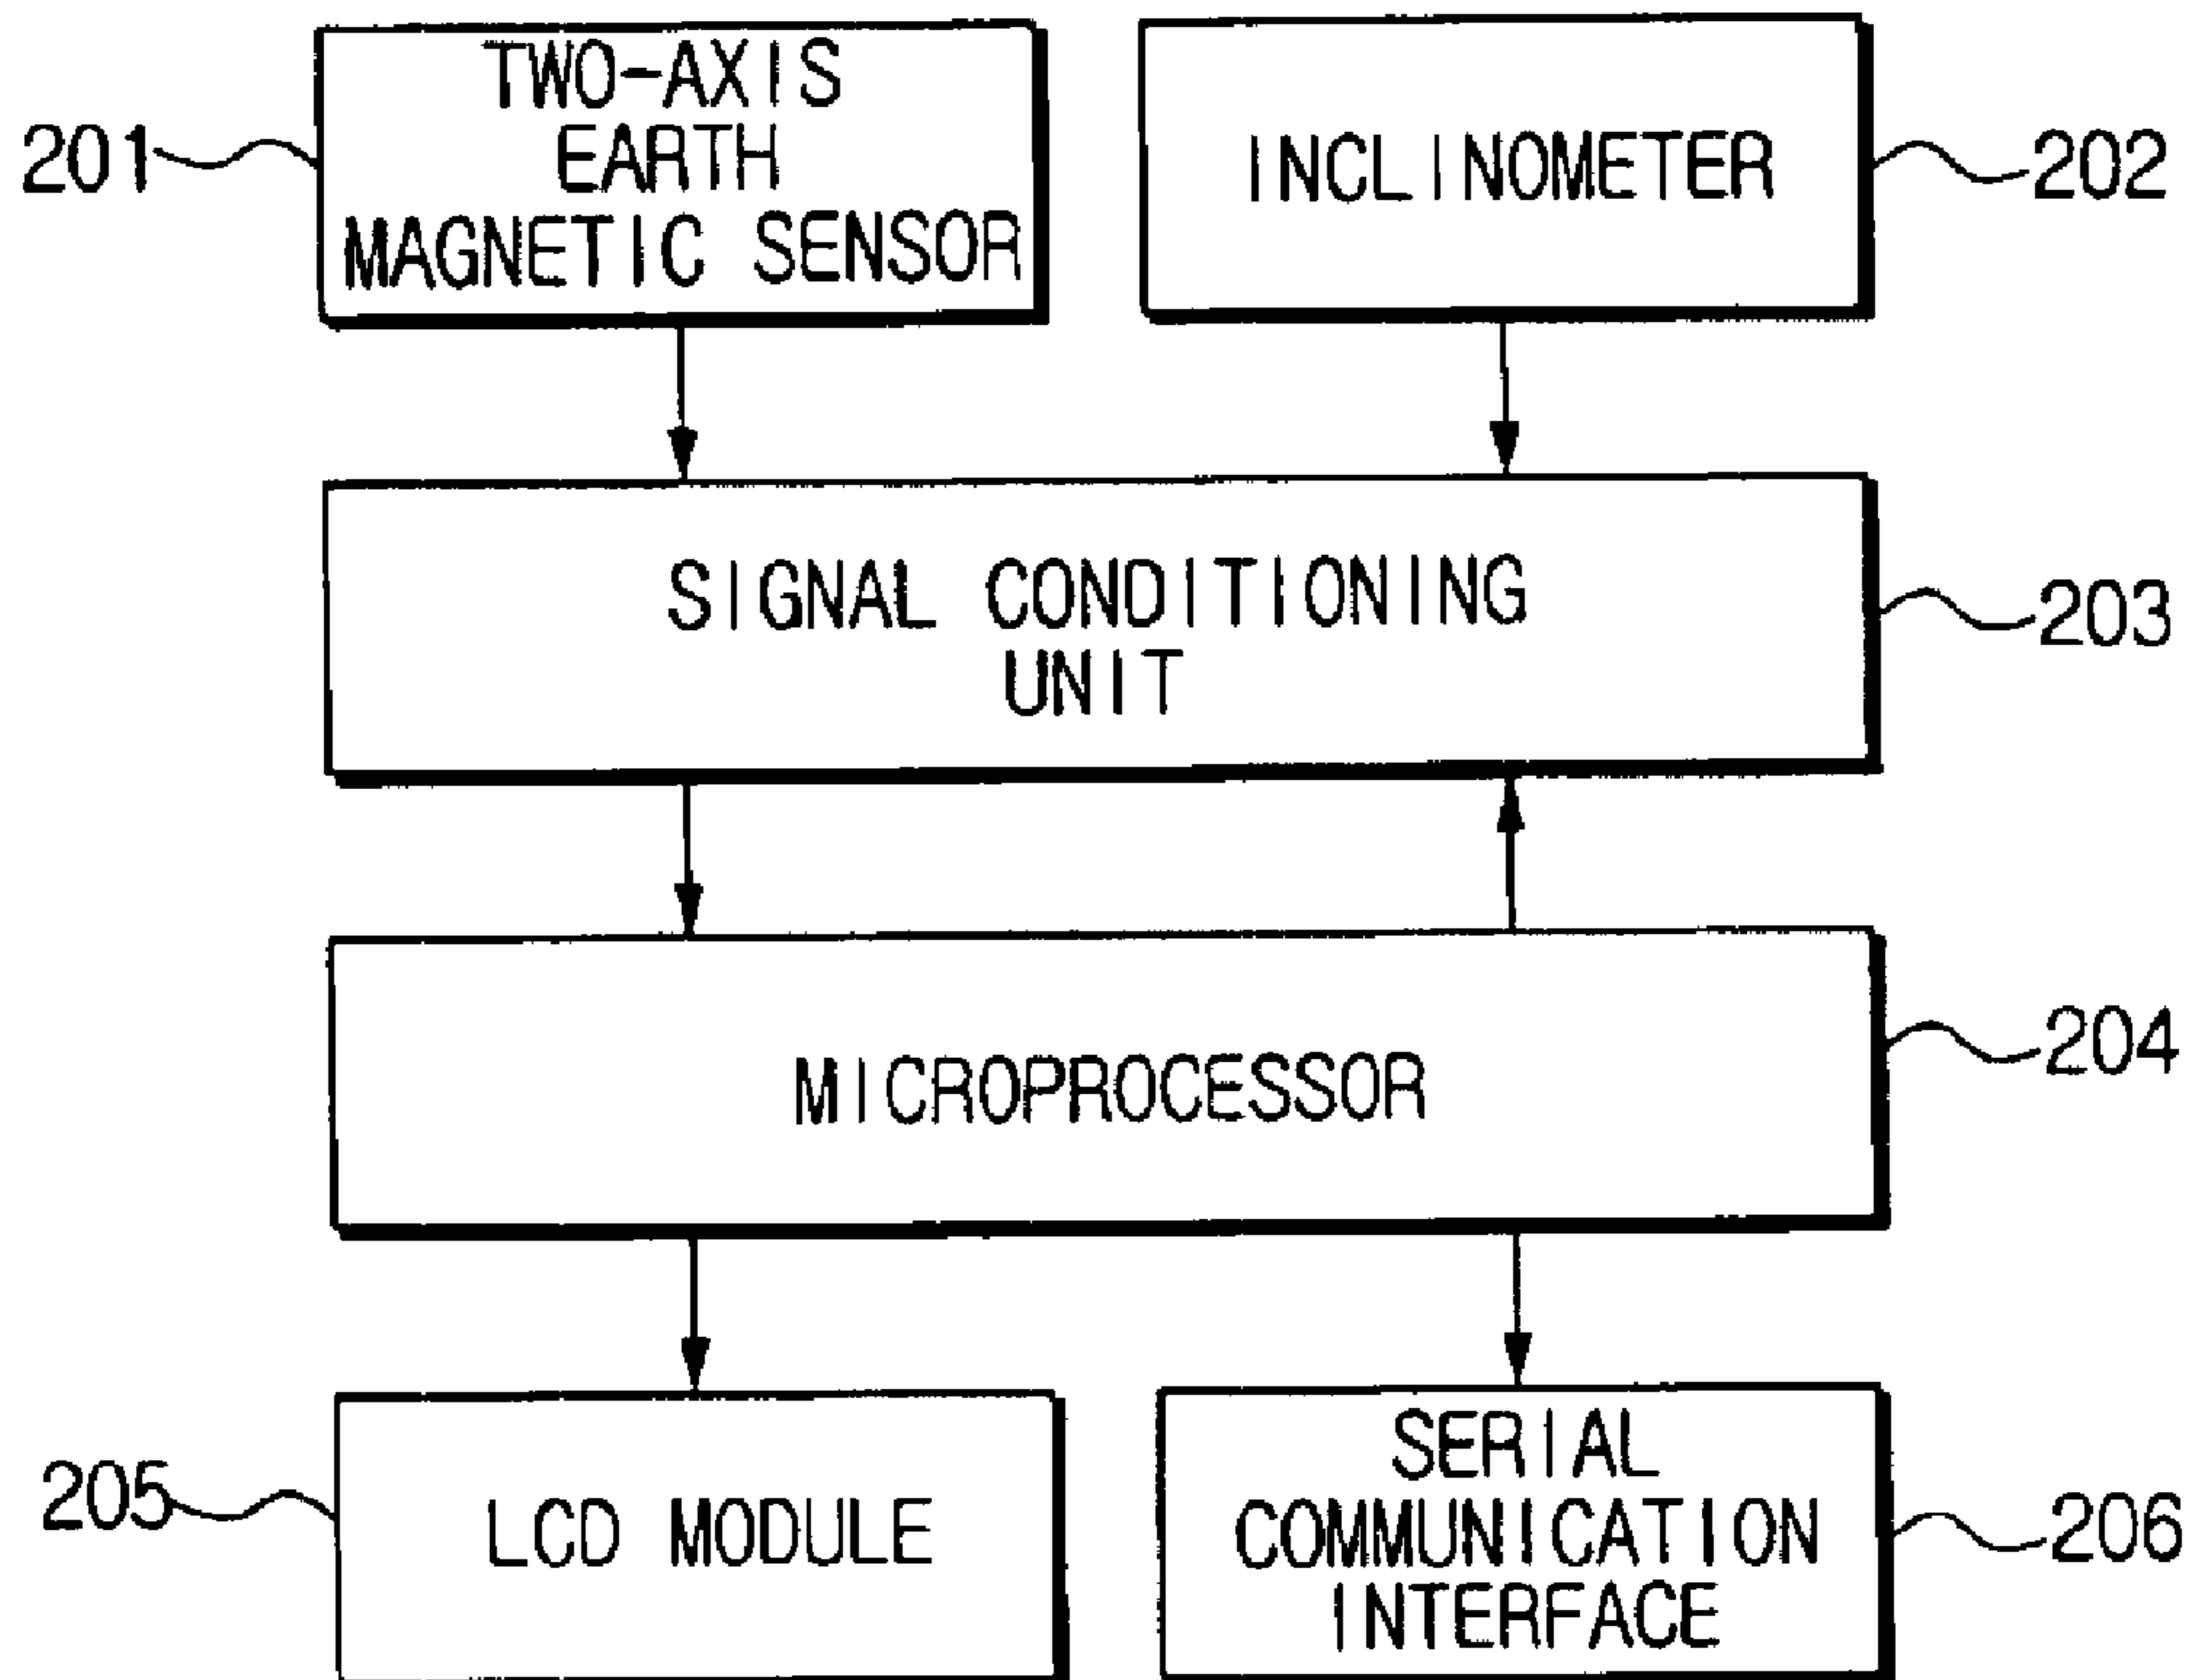 TWO-AXIS
EARTH
MAGNETIC SENSOR
201
INCLINOMETER
202
SIGNAL CONDITIONING
UNIT
203
MICROPROCESSOR
204
LCD MODULE
205
SERIAL
COMMUNICATION
INTERFACE
206